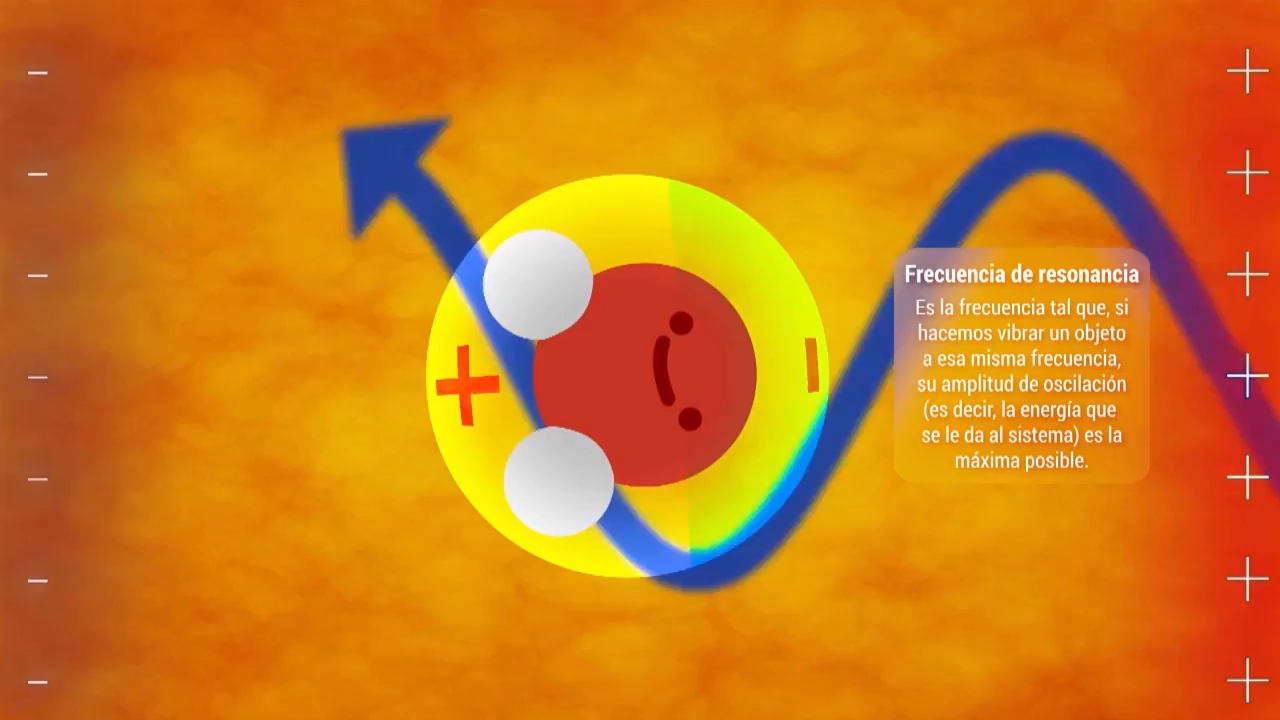 Frecuencia de resonancia
Es la frecuencia tal que, si
hacemos vibrar un objeto
a esa misma frecuencia,
su amplitud de oscilación
(es decir, la energía que
se le da al sistema) es la
máxima posible.